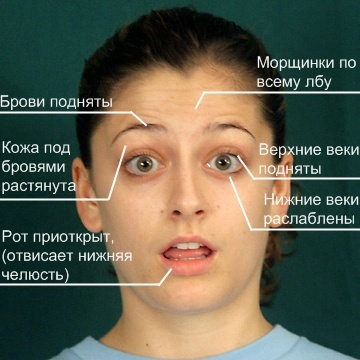 Морщинки по
всему лбу
Брови подняты
Кожа под
бровями
растянута
Верхние веки
подняты
Нижние веки
раслаблены
Рот приоткрыт,
(отвисает нижняя
челюсть)